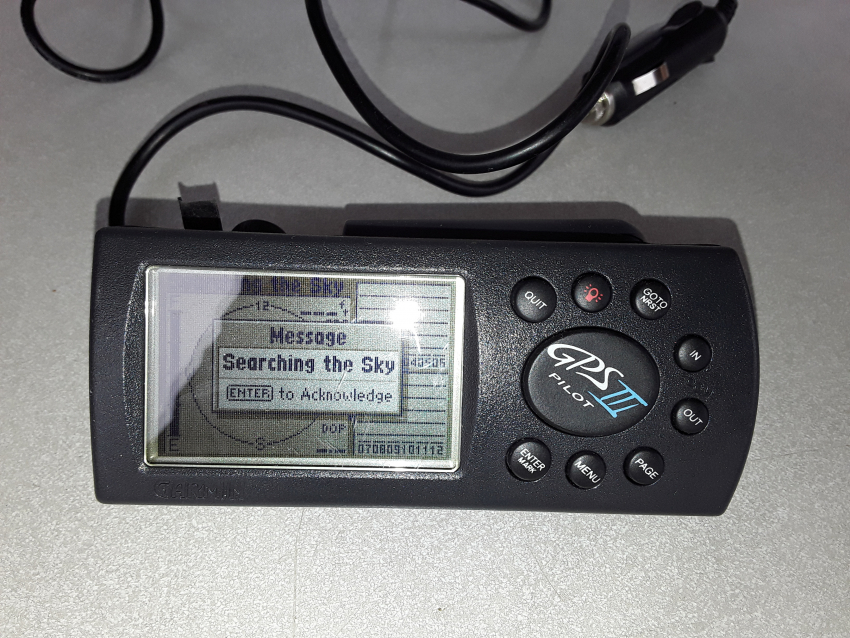 the Sky
12
Message
Searching the Sky
ENTER to Acknowledge
DOP
E
S
070809101112
GARMIN
QUIT
GOTO
NRST
IN
OUT
GPS III
PILOT
ENTER
MARK
MENU
PAGE